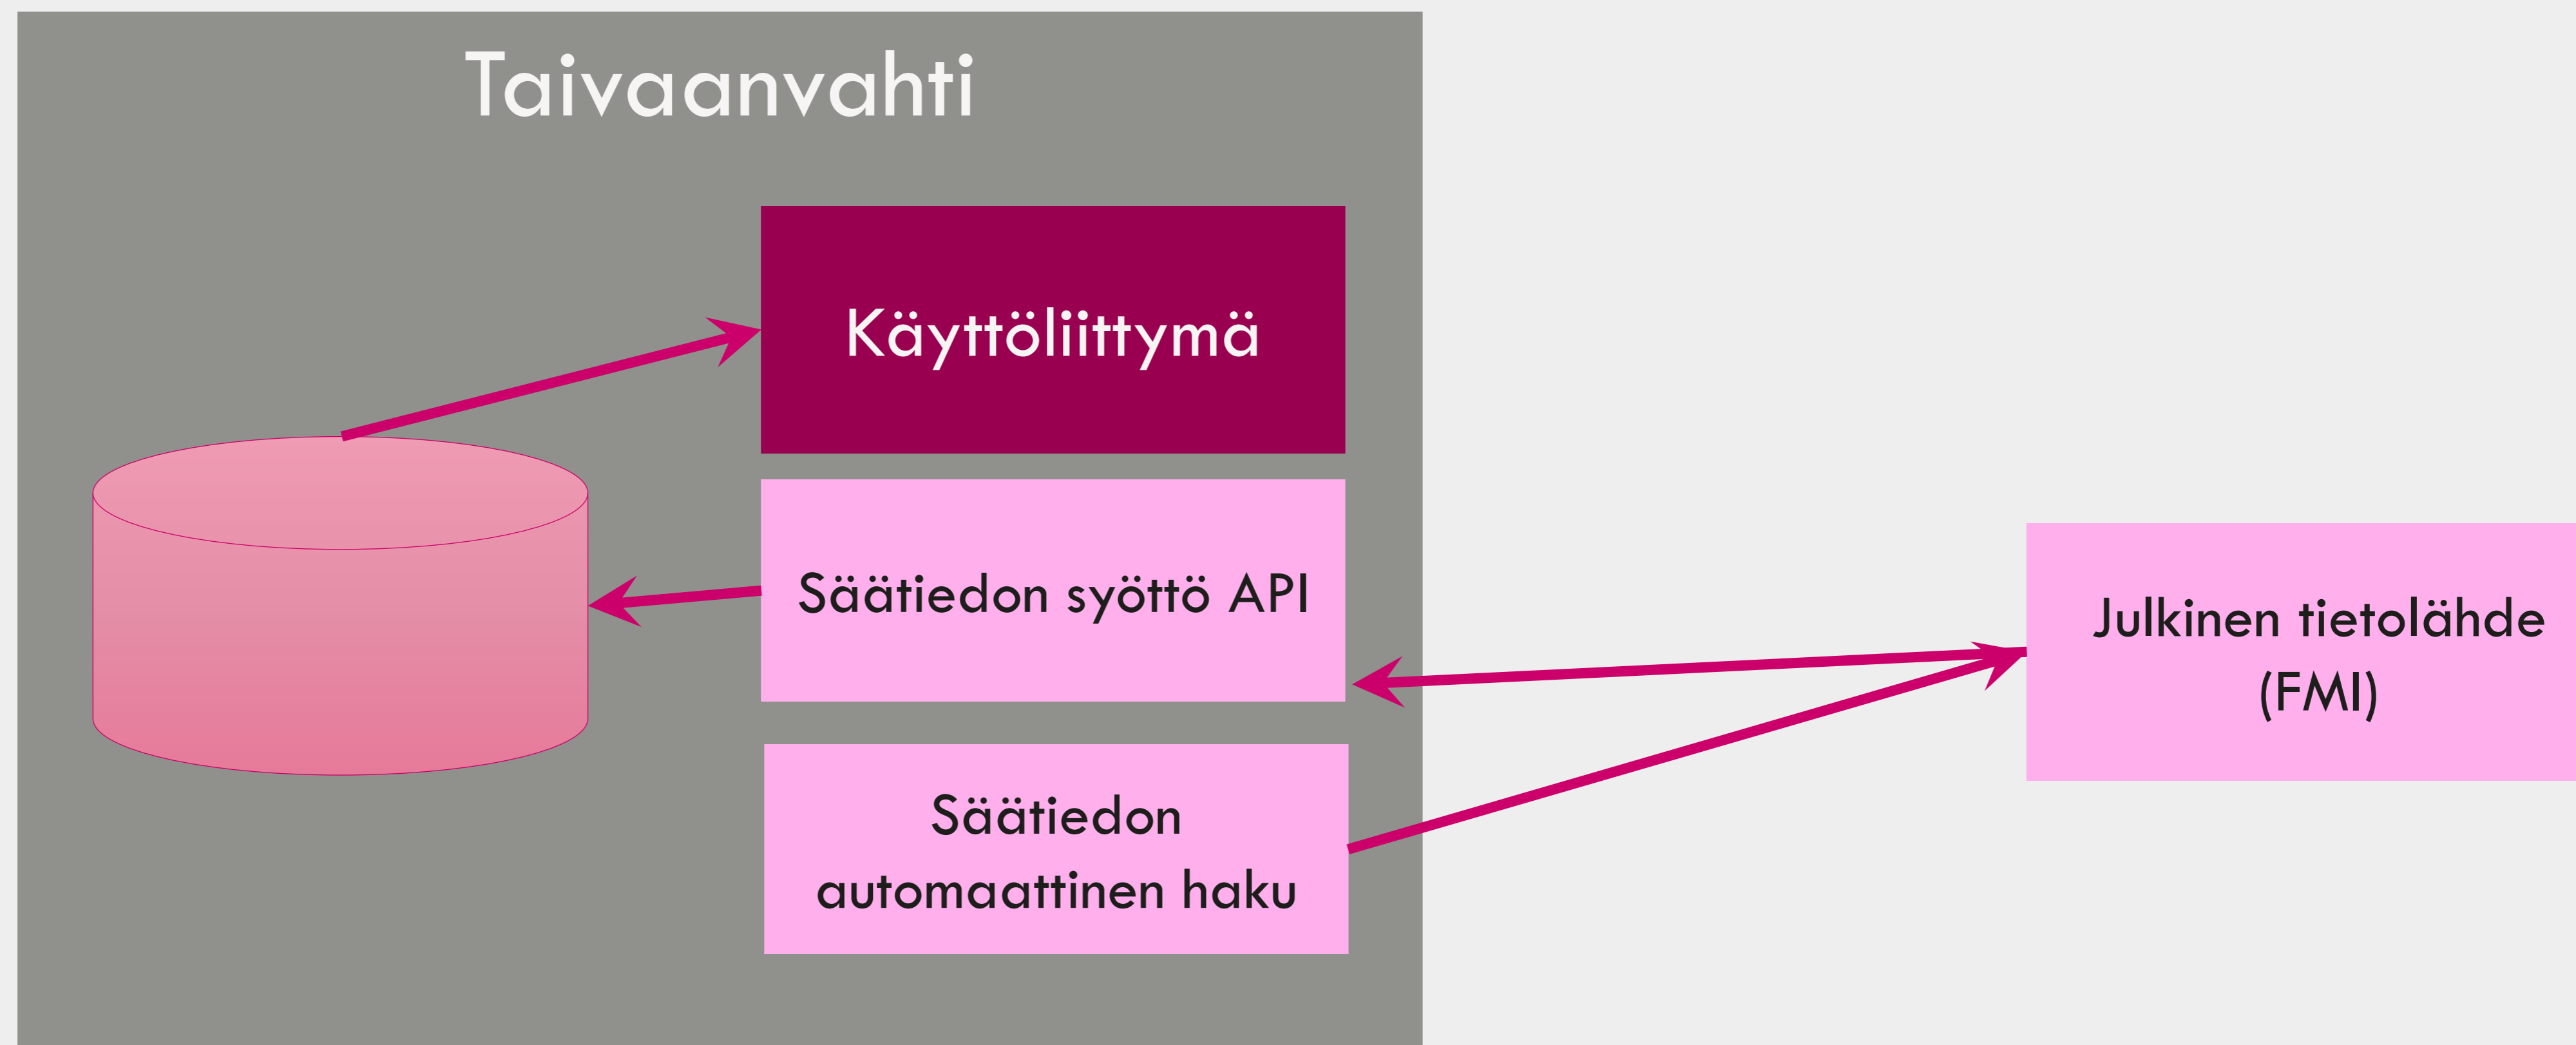 Taivaanvahti
Käyttöliittymä
Säätiedon syöttö API
Julkinen tietolähde
(FMI)
Säätiedon
automaattinen haku